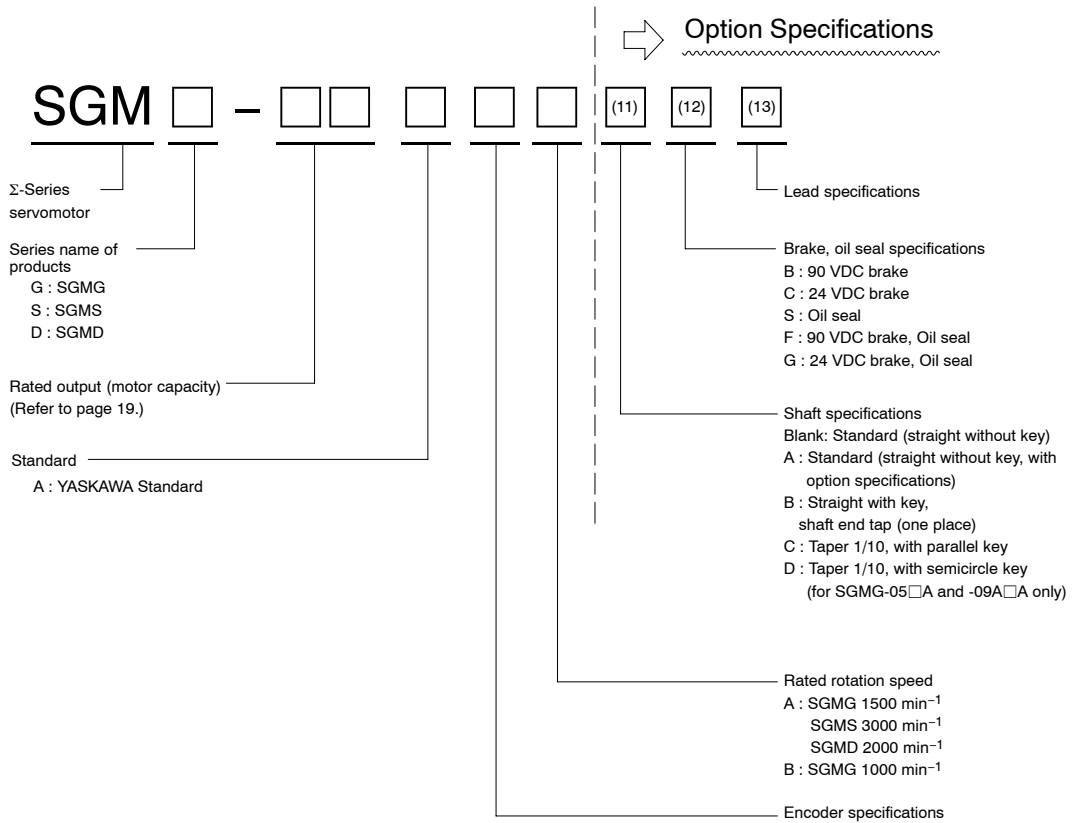 Option Specifications
SGM □ – □□ □ □ □ (11) (12) (13)
Σ-Series
servomotor
Series name of
products
G : SGMG
S : SGMS
D : SGMD
Rated output (motor capacity)
(Refer to page 19.)
Standard
A : YASKAWA Standard
Lead specifications
Brake, oil seal specifications
B : 90 VDC brake
C : 24 VDC brake
S : Oil seal
F : 90 VDC brake, Oil seal
G : 24 VDC brake, Oil seal
Shaft specifications
Blank: Standard (straight without key)
A : Standard (straight without key, with
option specifications)
B : Straight with key,
shaft end tap (one place)
C : Taper 1/10, with parallel key
D : Taper 1/10, with semicircle key
(for SGMG-05□A and -09A□A only)
Rated rotation speed
A : SGMG 1500 min⁻¹
SGMS 3000 min⁻¹
SGMD 2000 min⁻¹
B : SGMG 1000 min⁻¹
Encoder specifications